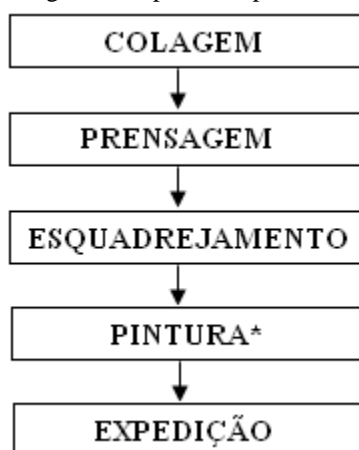 COLAGEM
PRENSAGEM
ESQUADREJAMENTO
PINTURA*
EXPEDIÇÃO